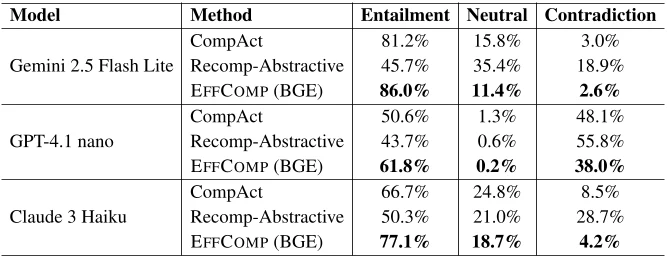 Model Method Entailment Neutral Contradiction
CompAct 81.2% 15.8% 3.0%
Gemini 2.5 Flash Lite Recomp-Abstractive 45.7% 35.4% 18.9%
EFFCOMP (BGE) 86.0% 11.4% 2.6%
CompAct 50.6% 1.3% 48.1%
GPT-4.1 nano Recomp-Abstractive 43.7% 0.6% 55.8%
EFFCOMP (BGE) 61.8% 0.2% 38.0%
CompAct 66.7% 24.8% 8.5%
Claude 3 Haiku Recomp-Abstractive 50.3% 21.0% 28.7%
EFFCOMP (BGE) 77.1% 18.7% 4.2%